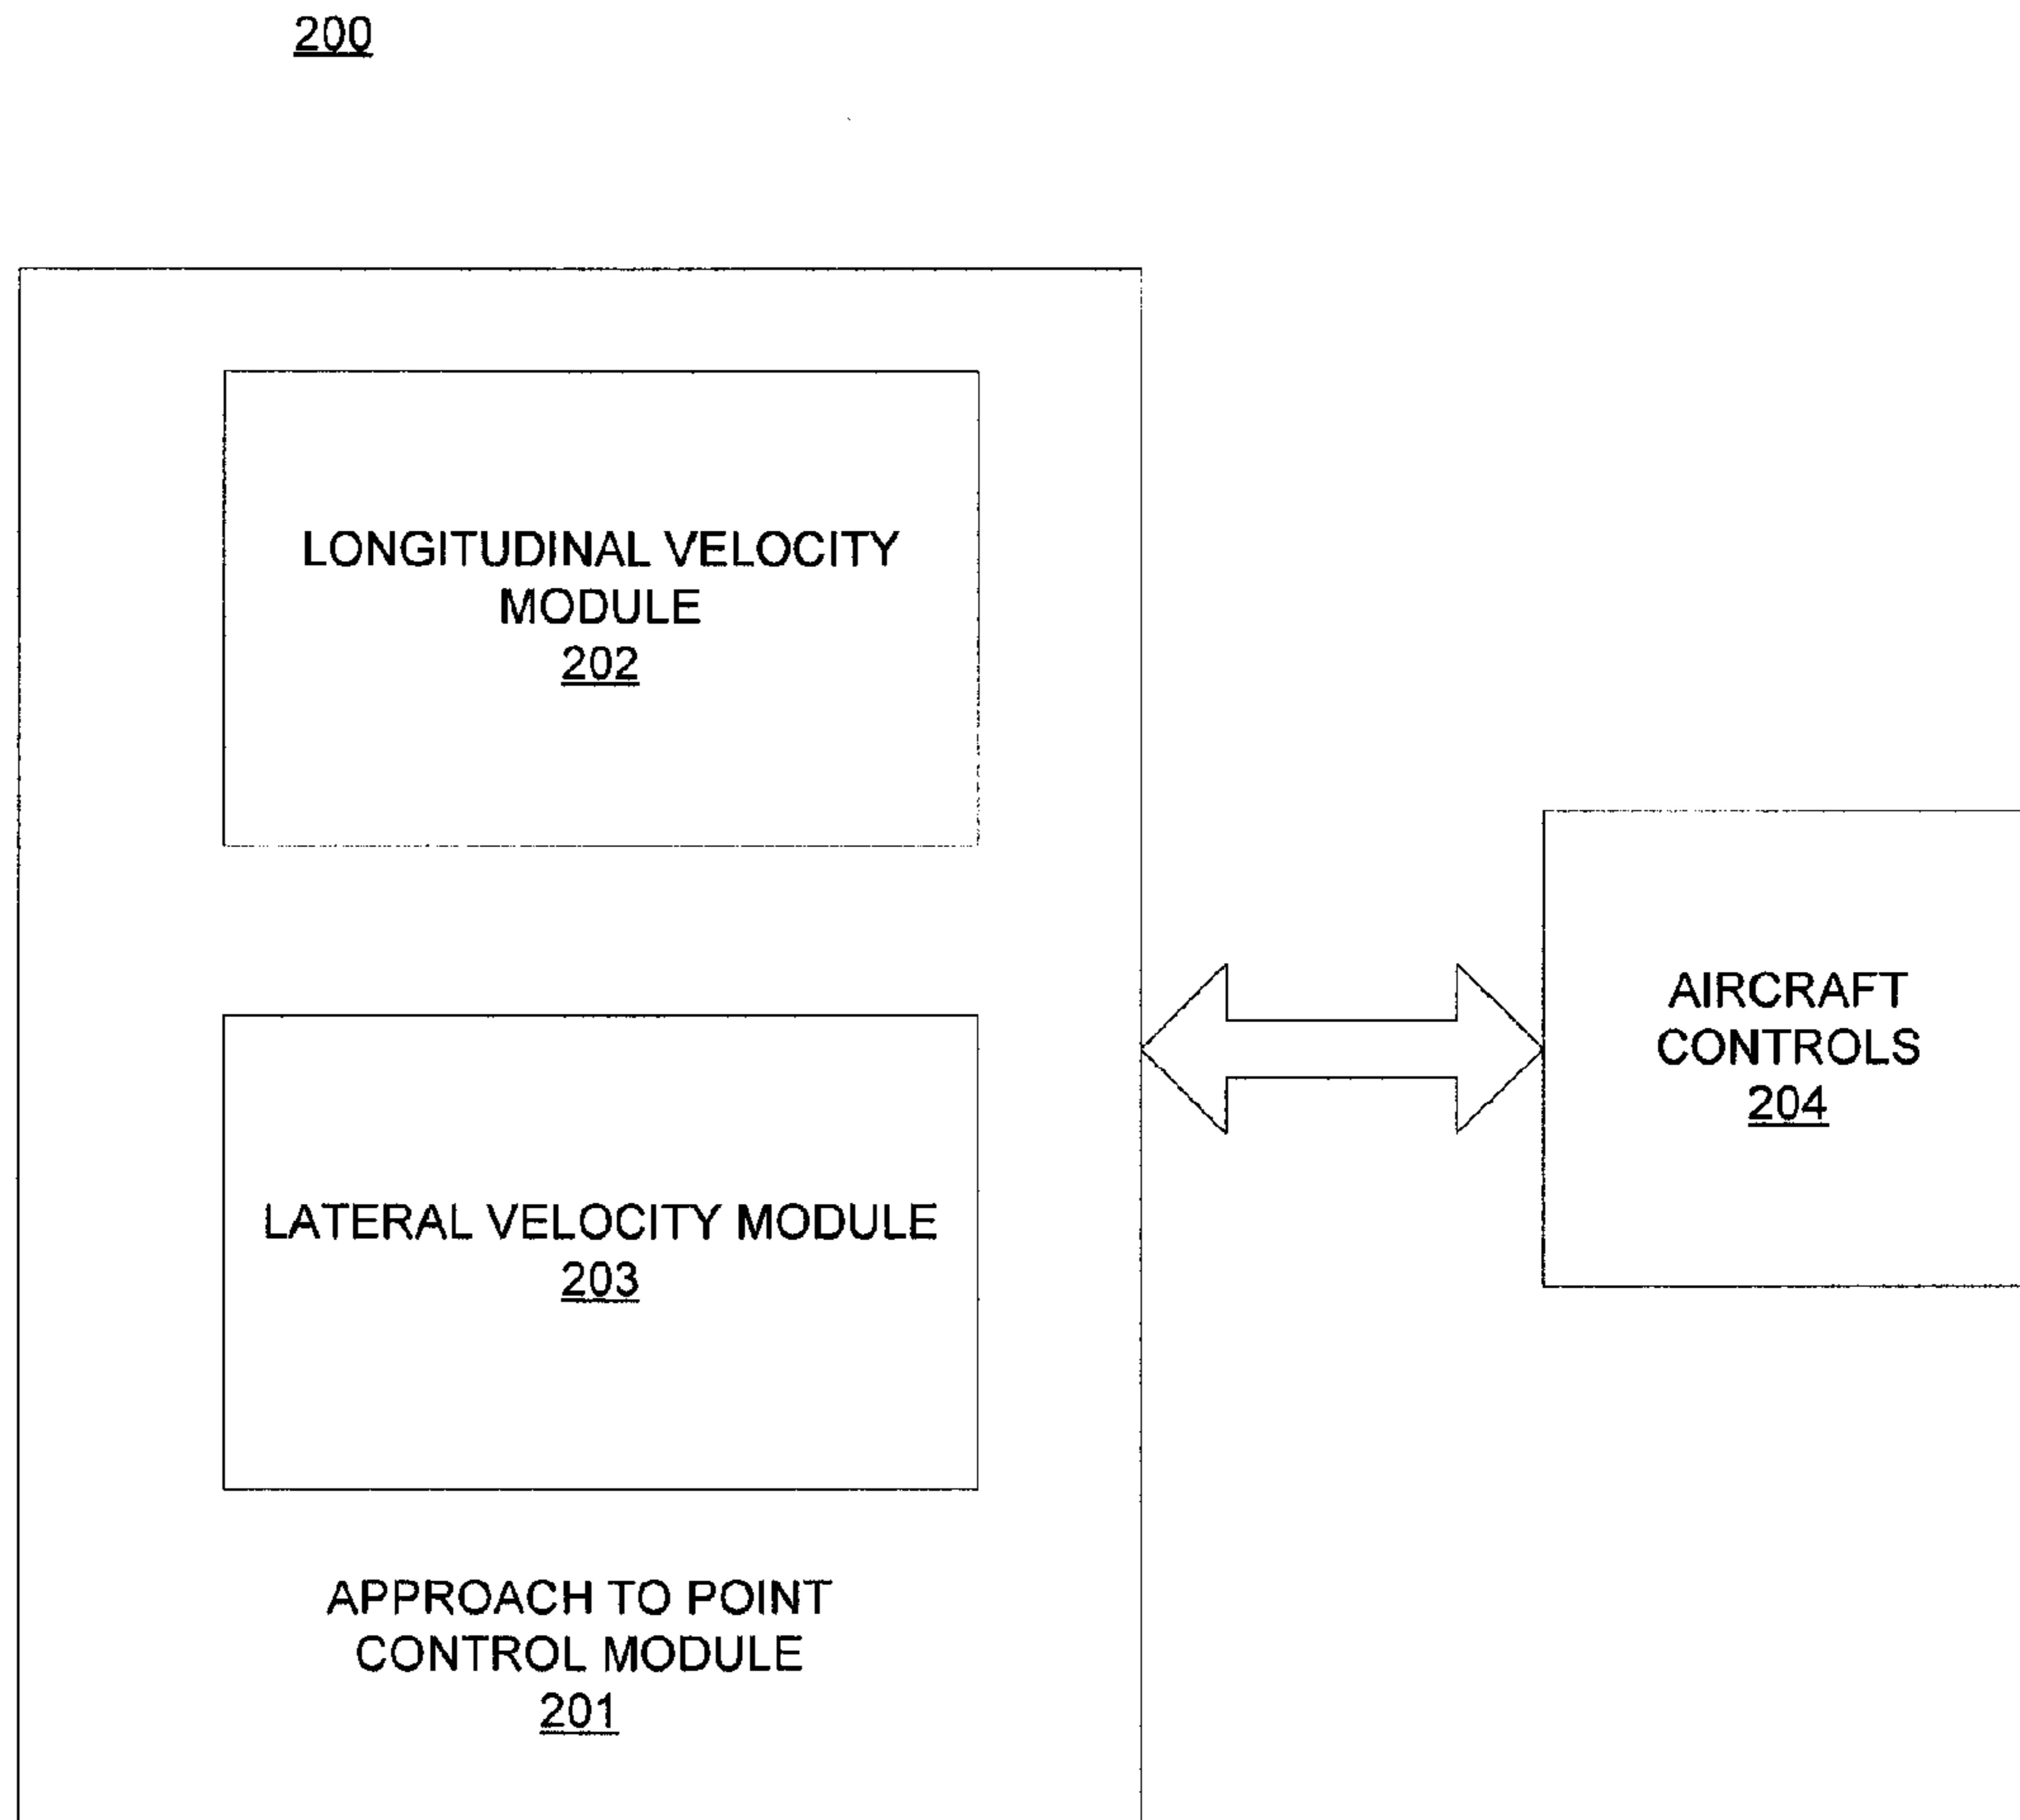 200
LONGITUDINAL VELOCITY
MODULE
202
LATERAL VELOCITY MODULE
203
APPROACH TO POINT
CONTROL MODULE
201
AIRCRAFT
CONTROLS
204